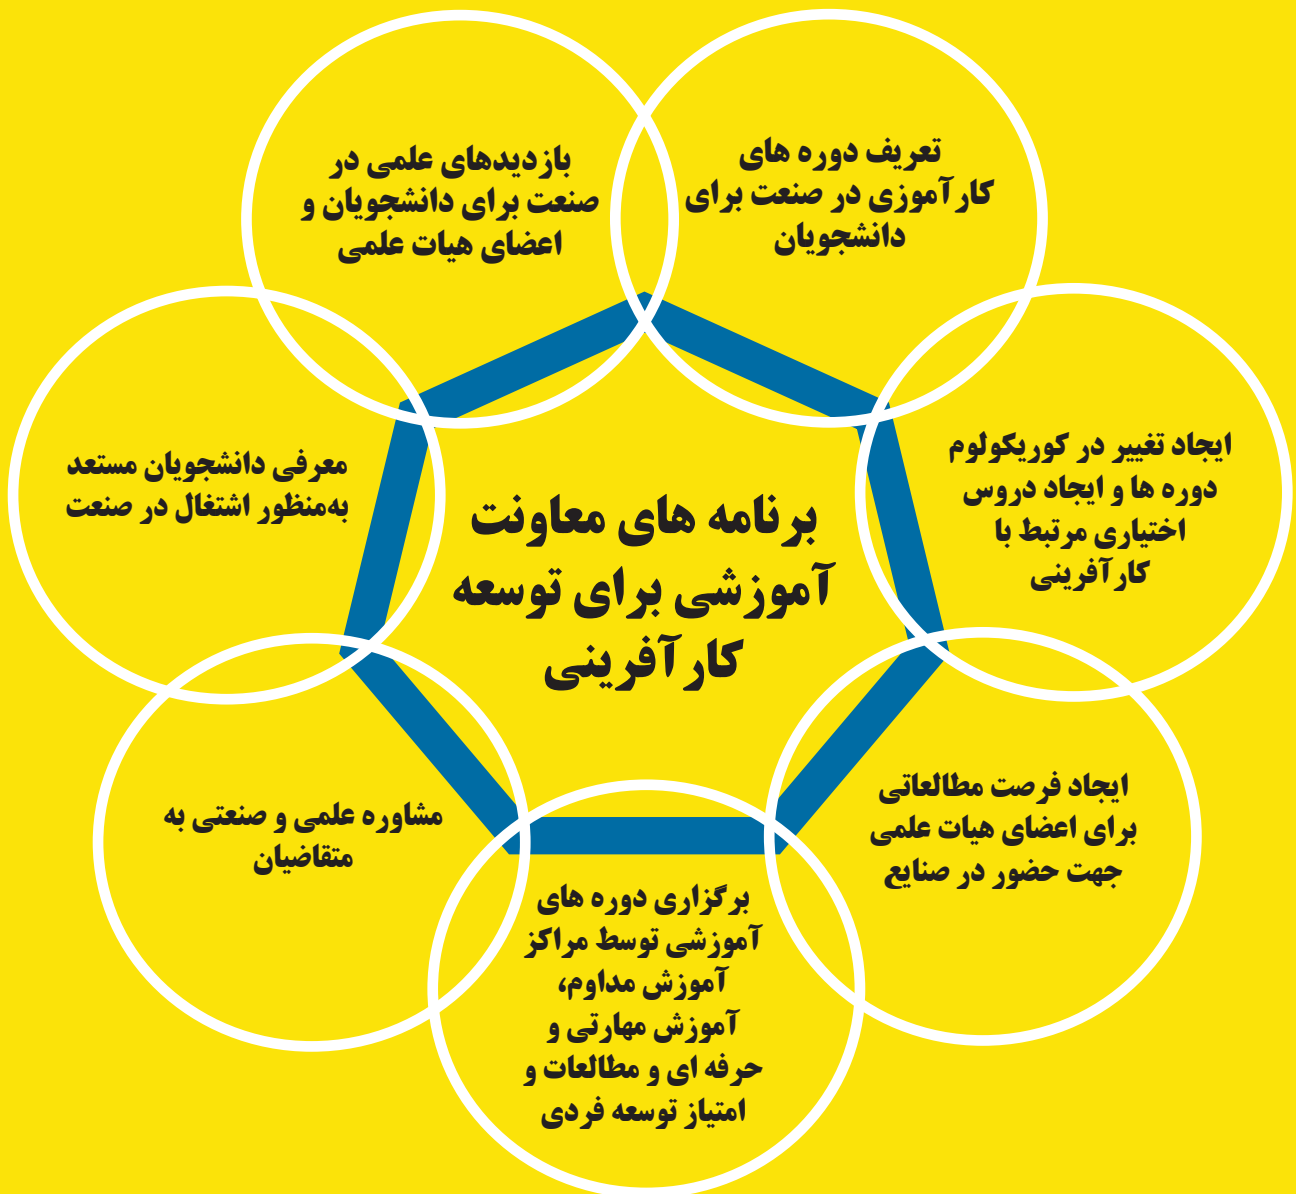 تعریف دوره های
کارآموزی در صنعت برای
دانشجویان
بازدیدهای علمی در
صنعت برای دانشجویان و
اعضای هیات علمی
ایجاد تغییر در کوریکولوم
دوره ها و ایجاد دروس
اختیاری مرتبط با
کارآفرینی
معرفی دانشجویان مستعد
به‌منظور اشتغال در صنعت
برنامه های معاونت
آموزشی برای توسعه
کارآفرینی
ایجاد فرصت مطالعاتی
برای اعضای هیات علمی
جهت حضور در صنایع
مشاوره علمی و صنعتی به
متقاضیان
برگزاری دوره های
آموزشی توسط مراکز
آموزش مداوم،
آموزش مهارتی و
حرفه ای و مطالعات و
امتیاز توسعه فردی